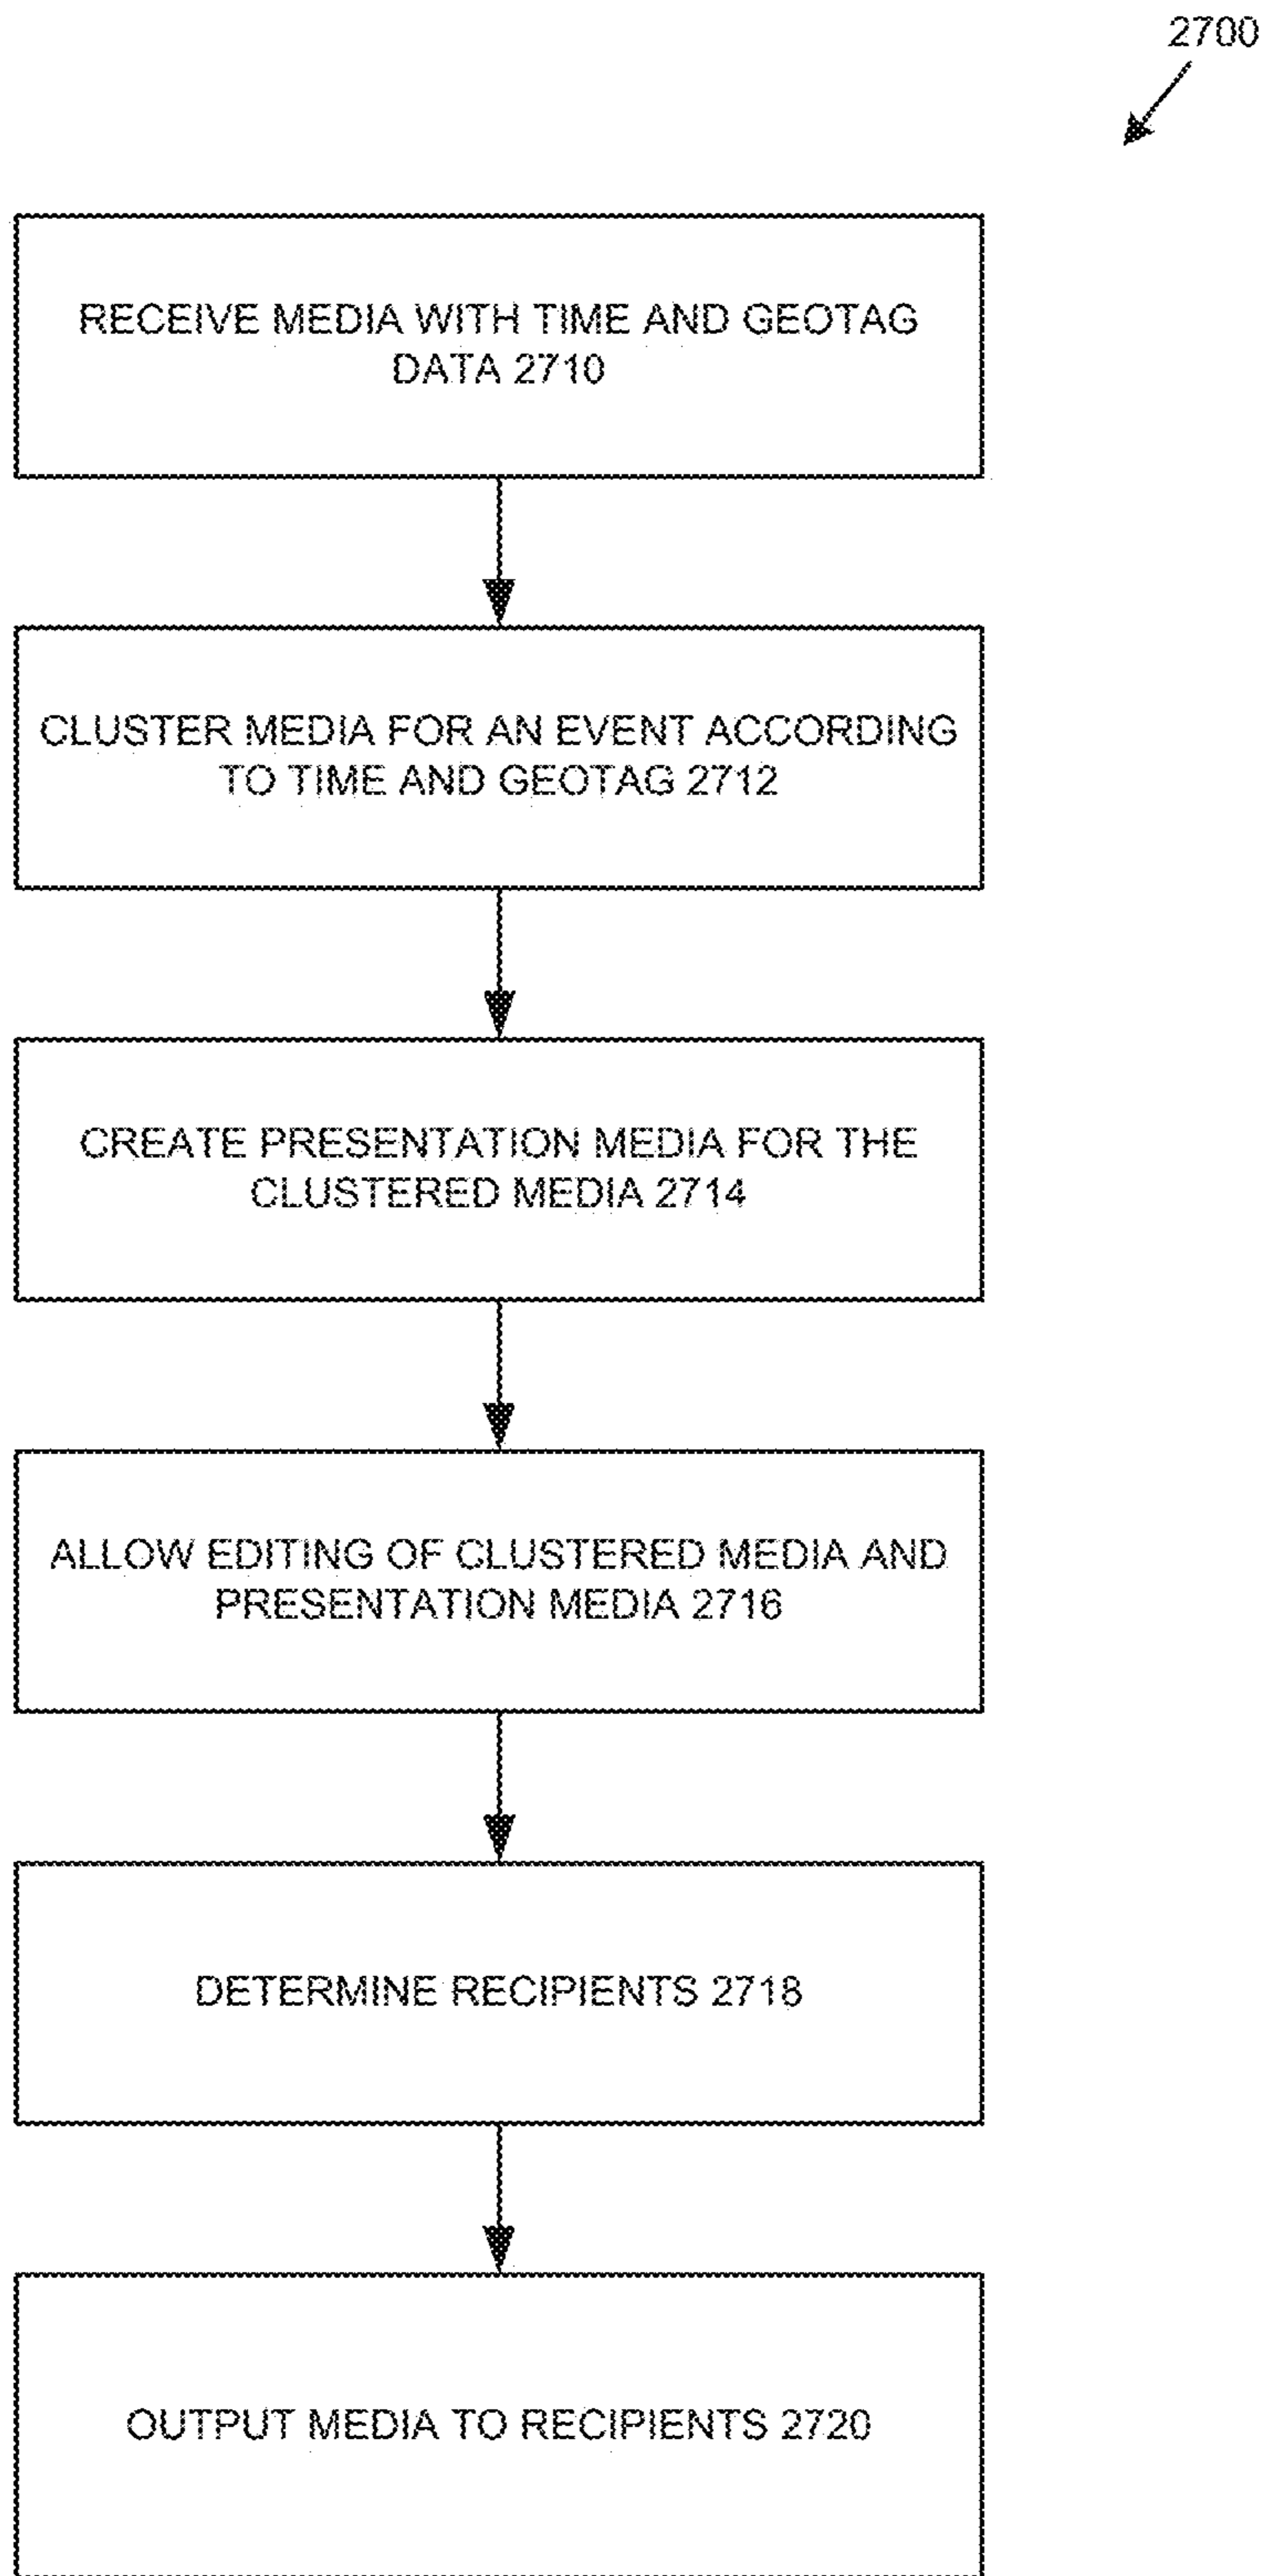 2700
RECEIVE MEDIA WITH TIME AND GEOTAG
DATA 2710
CLUSTER MEDIA FOR AN EVENT ACCORDING
TO TIME AND GEOTAG 2712
CREATE PRESENTATION MEDIA FOR THE
CLUSTERED MEDIA 2714
ALLOW EDITING OF CLUSTERED MEDIA AND
PRESENTATION MEDIA 2716
DETERMINE RECIPIENTS 2718
OUTPUT MEDIA TO RECIPIENTS 2720